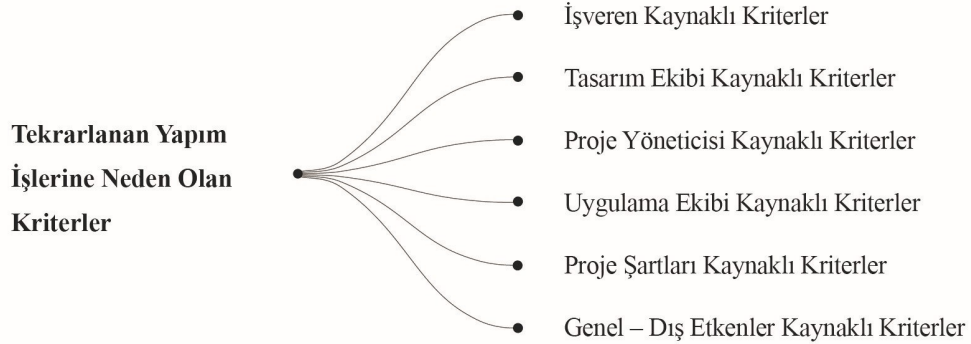 Tekrarlanan Yapım
İşlerine Neden Olan
Kriterler
İşveren Kaynaklı Kriterler
Tasarım Ekibi Kaynaklı Kriterler
Proje Yöneticisi Kaynaklı Kriterler
Uygulama Ekibi Kaynaklı Kriterler
Proje Şartları Kaynaklı Kriterler
Genel – Dış Etkenler Kaynaklı Kriterler